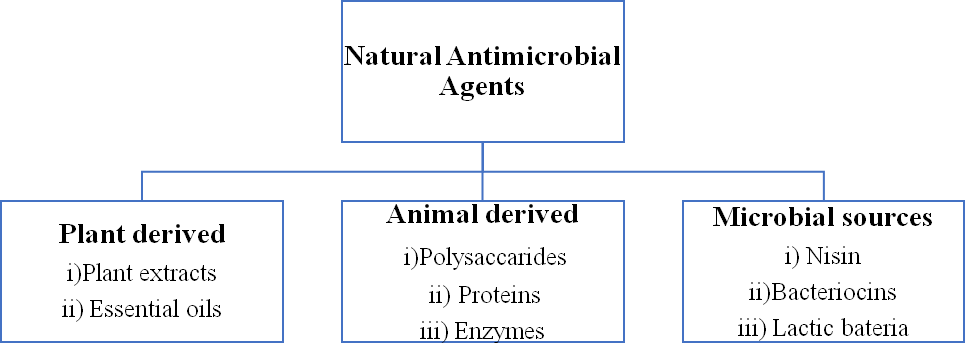 Natural Antimicrobial
Agents
Plant derived
i)Plant extracts
ii) Essential oils
Animal derived
i)Polysaccarides
ii) Proteins
iii) Enzymes
Microbial sources
i) Nisin
ii)Bacteriocins
iii) Lactic bateria